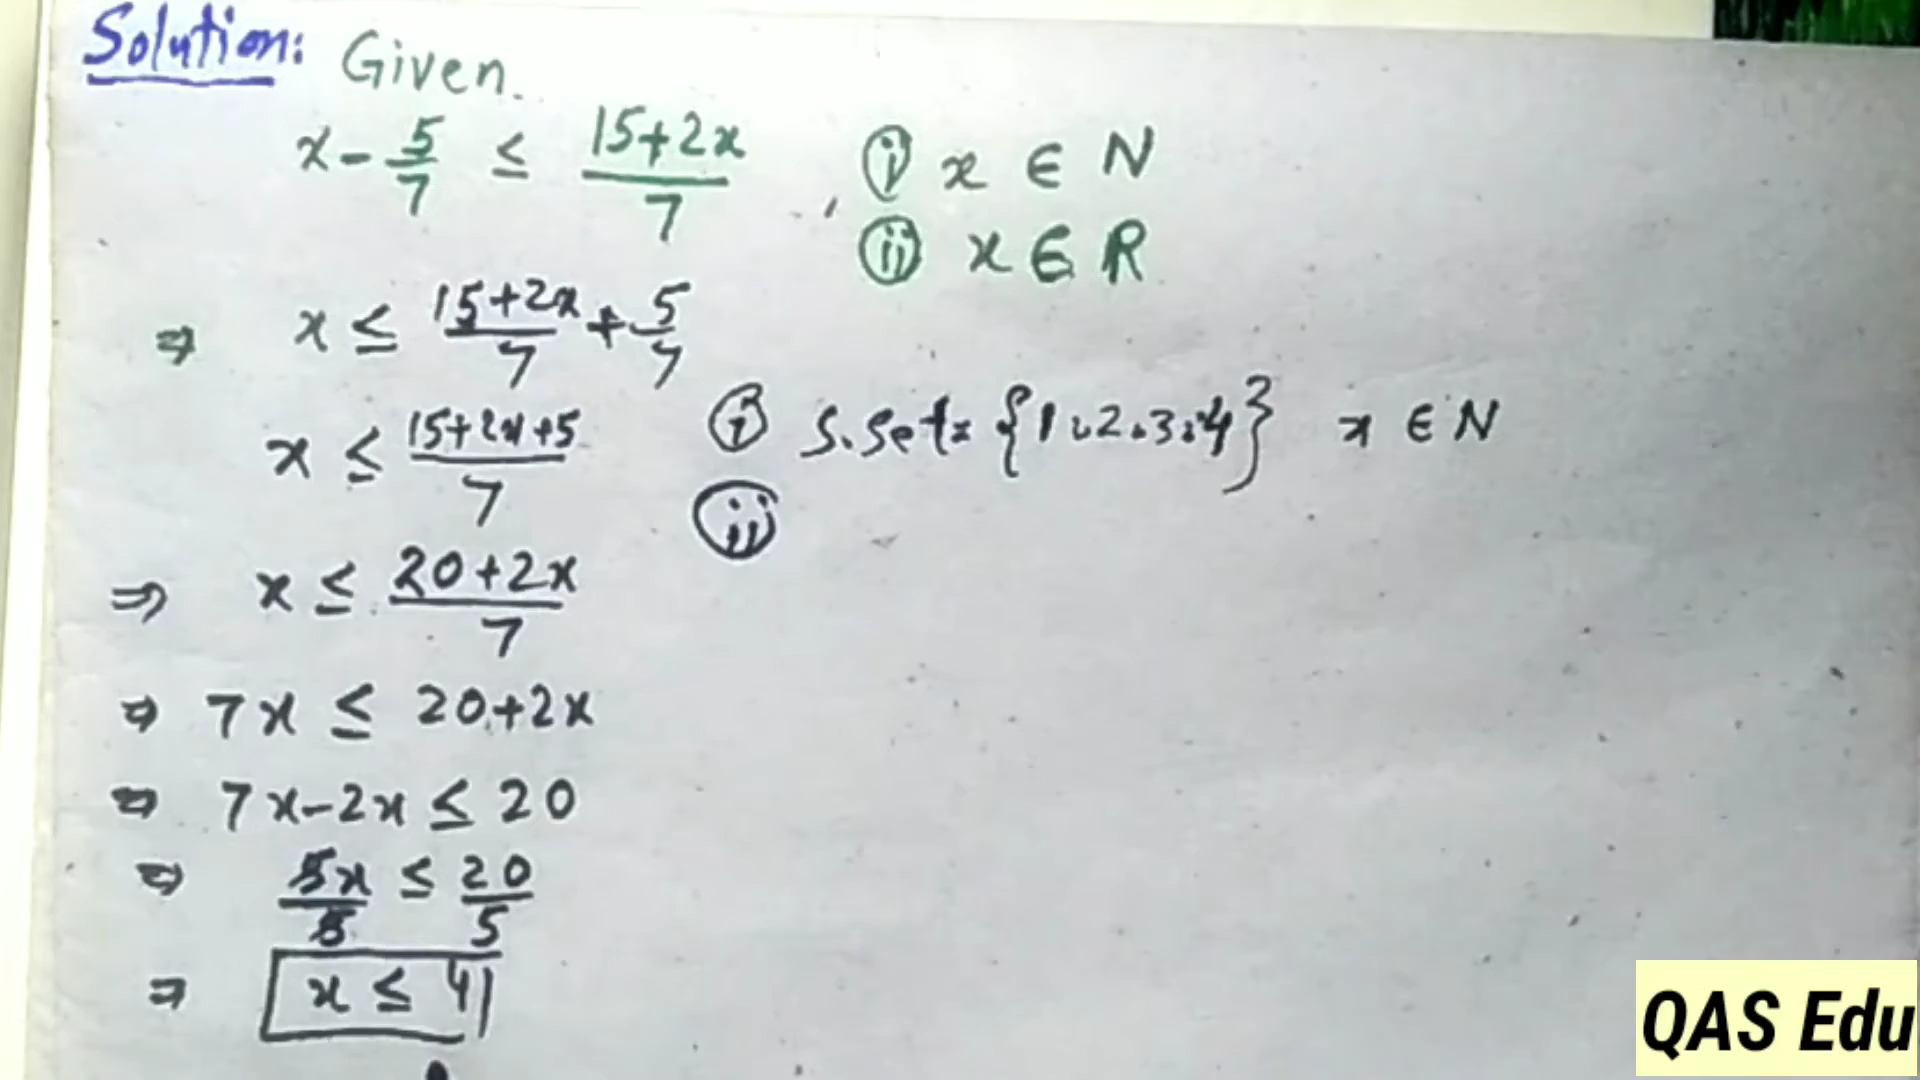 Solution: Given.
x - 5/7 ≤ (15+2x)/7 , (i) x ∈ N
(ii) x ∈ R
⇒ x ≤ (15+2x)/7 + 5/7
x ≤ (15+2x+5)/7
(i) S.Set = {1,2,3,4} x ∈ N
(ii)
⇒ x ≤ (20+2x)/7
⇒ 7x ≤ 20+2x
⇒ 7x-2x ≤ 20
⇒ 5x/5 ≤ 20/5
⇒ x ≤ 4
QAS Edu